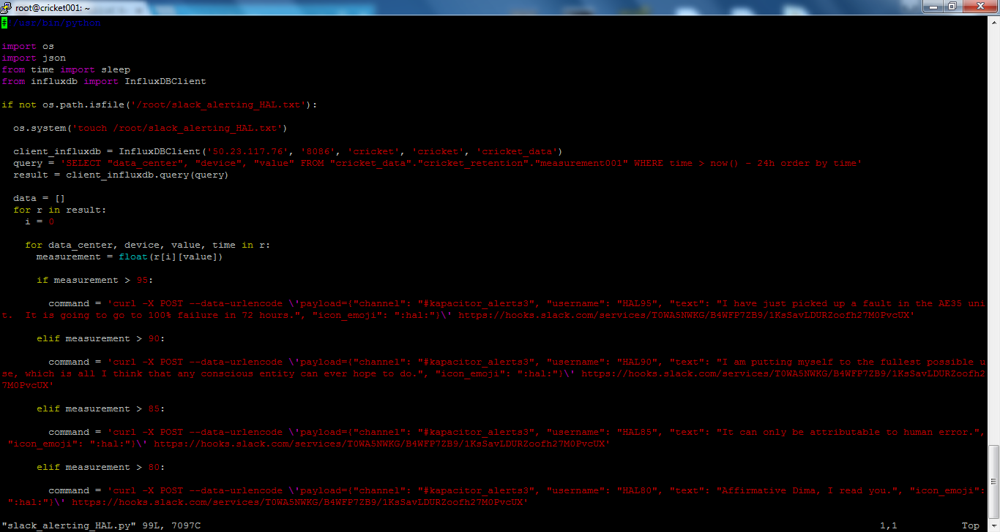 root@cricket001: ~
#!/usr/bin/python
import os
import json
from time import sleep
from influxdb import InfluxDBClient
if not os.path.isfile('/root/slack_alerting_HAL.txt'):
os.system('touch /root/slack_alerting_HAL.txt')
client_influxdb = InfluxDBClient('50.23.117.76', '8086', 'cricket', 'cricket', 'cricket_data')
query = 'SELECT "data_center", "device", "value" FROM "cricket_data"."cricket_retention"."measurement001" WHERE time > now() - 24h order by time'
result = client_influxdb.query(query)
data = []
for r in result:
i = 0
for data_center, device, value, time in r:
measurement = float(r[i][value])
if measurement > 95:
command = 'curl -X POST --data-urlencode \'payload={"channel": "#kapacitor_alerts3", "username": "HAL95", "text": "I have just picked up a fault in the AE35 uni
t.  It is going to go to 100% failure in 72 hours.", "icon_emoji": ":hal:"}\' https://hooks.slack.com/services/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'
elif measurement > 90:
command = 'curl -X POST --data-urlencode \'payload={"channel": "#kapacitor_alerts3", "username": "HAL90", "text": "I am putting myself to the fullest possible u
se, which is all I think that any conscious entity can ever hope to do.", "icon_emoji": ":hal:"}\' https://hooks.slack.com/services/T0WA5NWKG/B4WFP7ZB9/1KsSavLDURZoofh2
7M0PvcUX'
elif measurement > 85:
command = 'curl -X POST --data-urlencode \'payload={"channel": "#kapacitor_alerts3", "username": "HAL85", "text": "It can only be attributable to human error.",
"icon_emoji": ":hal:"}\' https://hooks.slack.com/services/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'
elif measurement > 80:
command = 'curl -X POST --data-urlencode \'payload={"channel": "#kapacitor_alerts3", "username": "HAL80", "text": "Affirmative Dima, I read you.", "icon_emoji":
":hal:"}\' https://hooks.slack.com/services/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'
"slack_alerting_HAL.py" 99L, 7097C 1,1 Top